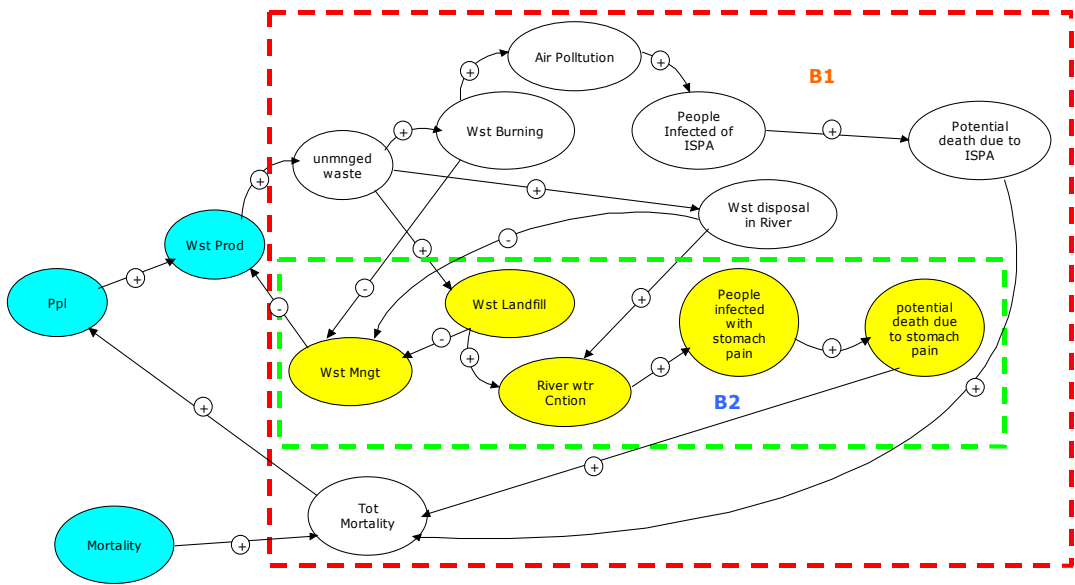 Air Polltution
B1
Wst Burning
People
Infected of
ISPA
Potential
death due to
ISPA
unmnged
waste
Wst disposal
in River
Wst Prod
Ppl
Wst Landfill
People
infected
with
stomach
pain
potential
death due
to stomach
pain
Wst Mngt
River wtr
Cntion
B2
Tot
Mortality
Mortality
+
+
+
+
+
+
+
+
-
-
+
-
-
+
+
+
+
+
+
+